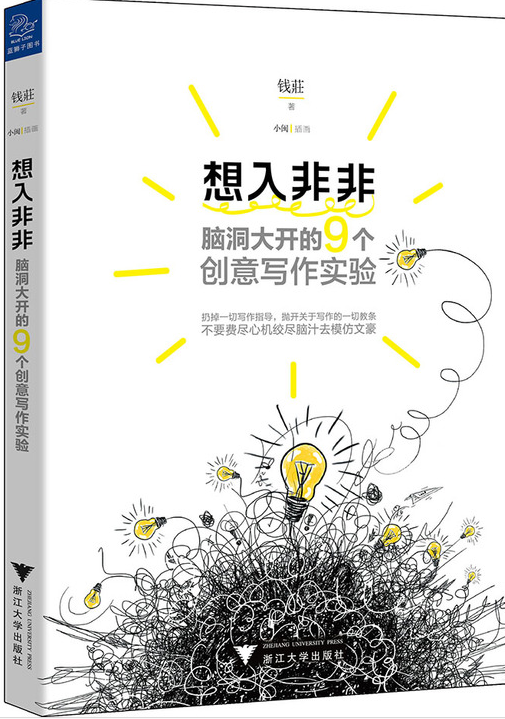 BLUE LION
蓝狮子图书
钱莊
著
小闽|插画
想入非非
脑洞大开的9个创意写作实验
浙江大学出版社
ZHEJIANG UNIVERSITY PRESS
钱莊
著
小闽|插画
想入非非
脑洞大开的9个
创意写作实验
扔掉一切写作指导，抛开关于写作的一切教条
不要费尽心机绞尽脑汁去模仿文豪
ZHEJIANG UNIVERSITY PRESS
浙江大学出版社